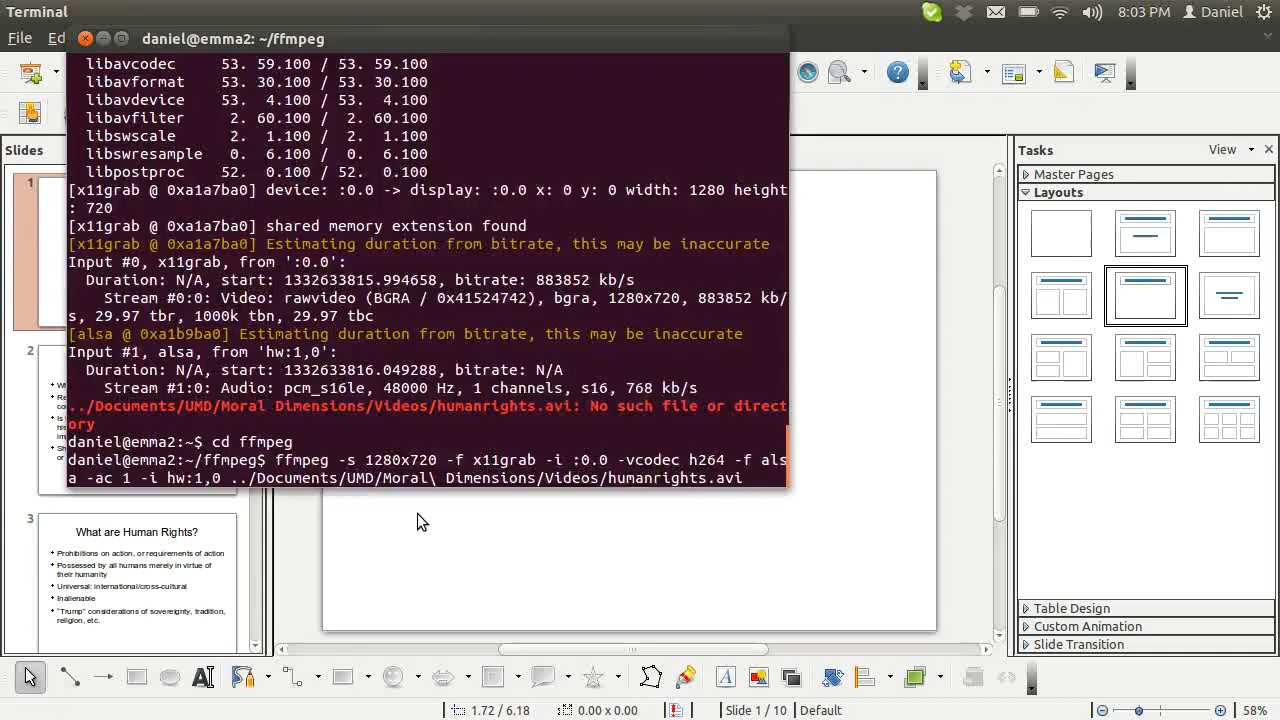 Terminal
8:03 PM
Daniel
File Ed
daniel@emma2: ~/ffmpeg
libavcodec 53. 59.100 / 53. 59.100
libavformat 53. 30.100 / 53. 30.100
libavdevice 53. 4.100 / 53. 4.100
libavfilter 2. 60.100 / 2. 60.100
libswscale 2. 1.100 / 2. 1.100
libswresample 0. 6.100 / 0. 6.100
libpostproc 52. 0.100 / 52. 0.100
[x11grab @ 0xa1a7ba0] device: :0.0 -> display: :0.0 x: 0 y: 0 width: 1280 height
: 720
[x11grab @ 0xa1a7ba0] shared memory extension found
[x11grab @ 0xa1a7ba0] Estimating duration from bitrate, this may be inaccurate
Input #0, x11grab, from ':0.0':
Duration: N/A, start: 1332633815.994658, bitrate: 883852 kb/s
Stream #0:0: Video: rawvideo (BGRA / 0x41524742), bgra, 1280x720, 883852 kb/
s, 29.97 tbr, 1000k tbn, 29.97 tbc
[alsa @ 0xa1b9ba0] Estimating duration from bitrate, this may be inaccurate
Input #1, alsa, from 'hw:1,0':
Duration: N/A, start: 1332633816.049288, bitrate: N/A
Stream #1:0: Audio: pcm_s16le, 48000 Hz, 1 channels, s16, 768 kb/s
../Documents/UMD/Moral Dimensions/Videos/humanrights.avi: No such file or direct
ory
daniel@emma2:~$ cd ffmpeg
daniel@emma2:~/ffmpeg$ ffmpeg -s 1280x720 -f x11grab -i :0.0 -vcodec h264 -f als
a -ac 1 -i hw:1,0 ../Documents/UMD/Moral\ Dimensions/Videos/humanrights.avi
Slides
1
2
3
What are Human Rights?
Prohibitions on action, or requirements of action
Possessed by all humans merely in virtue of
their humanity
Universal: international/cross-cultural
Inalienable
"Trump" considerations of sovereignty, tradition,
religion, etc.
Tasks
View
Master Pages
Layouts
Table Design
Custom Animation
Slide Transition
1.72 / 6.18
0.00 x 0.00
Slide 1 / 10
Default
58%